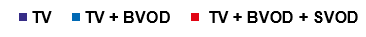 TV TV + BVOD TV + BVOD + SVOD